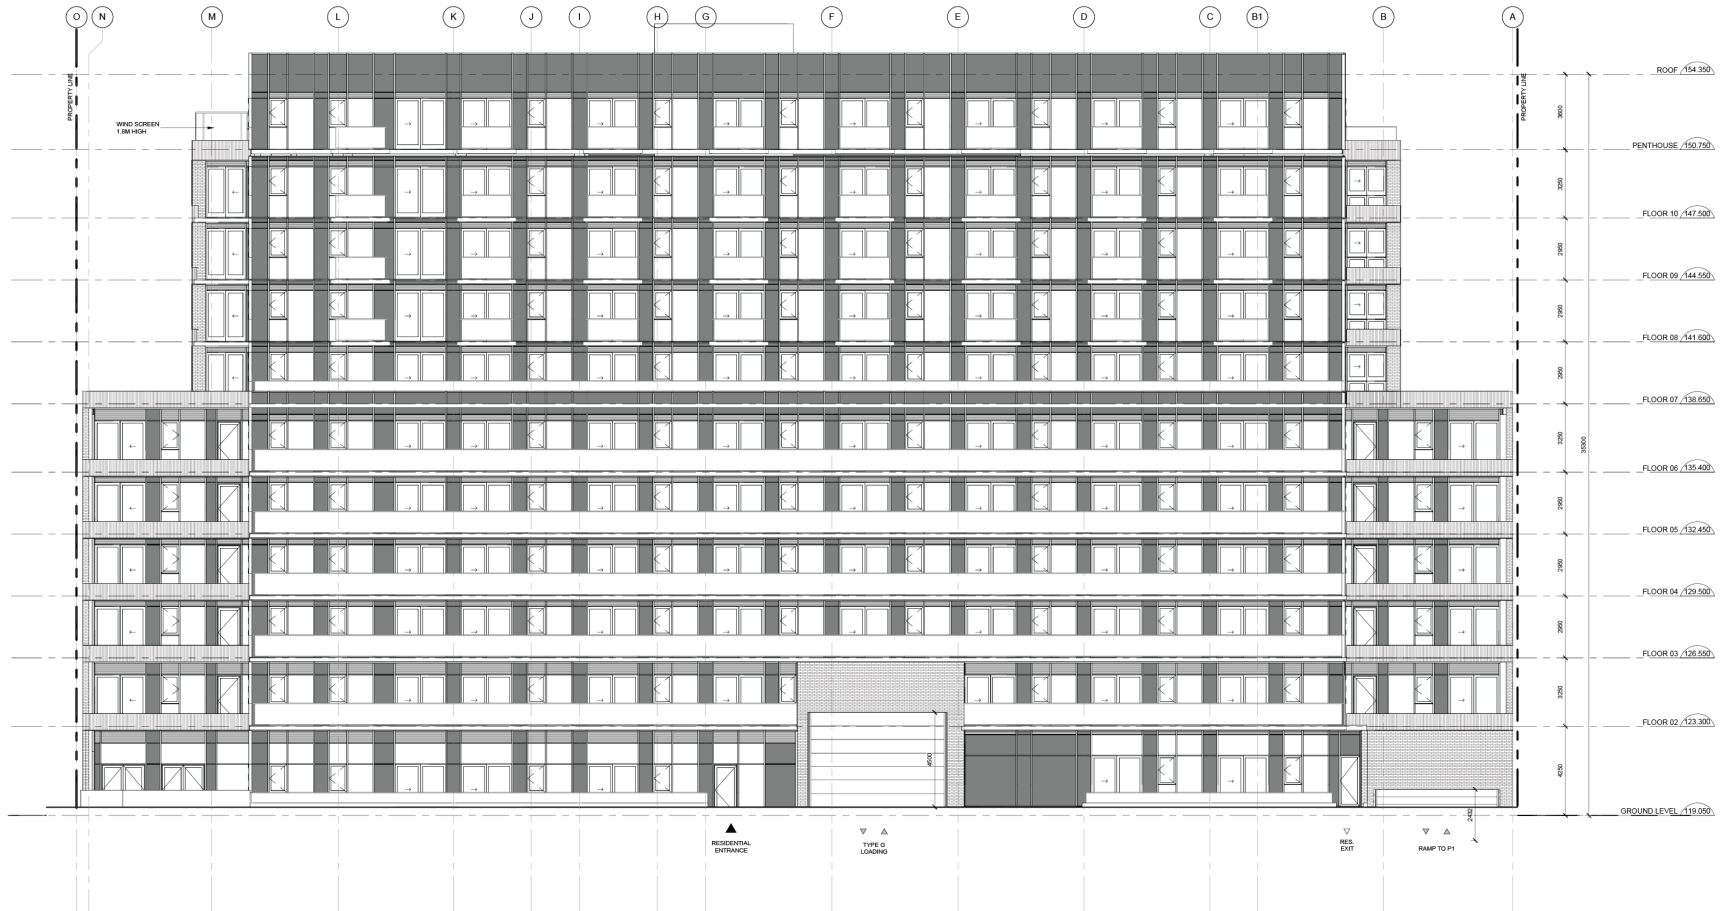 O N M L K J I H G F E D C B1 B A
PROPERTY LINE
PROPERTY LINE
WIND SCREEN
1.8M HIGH
ROOF 154.350
3600
PENTHOUSE 150.750
3250
FLOOR 10 147.500
2950
FLOOR 09 144.550
2950
FLOOR 08 141.600
2950
FLOOR 07 138.650
3250
35300
FLOOR 06 135.400
2950
FLOOR 05 132.450
2950
FLOOR 04 129.500
2950
FLOOR 03 126.550
3250
FLOOR 02 123.300
4500
4250
GROUND LEVEL 119.050
2432
RESIDENTIAL
ENTRANCE
TYPE G
LOADING
RES.
EXIT
RAMP TO P1